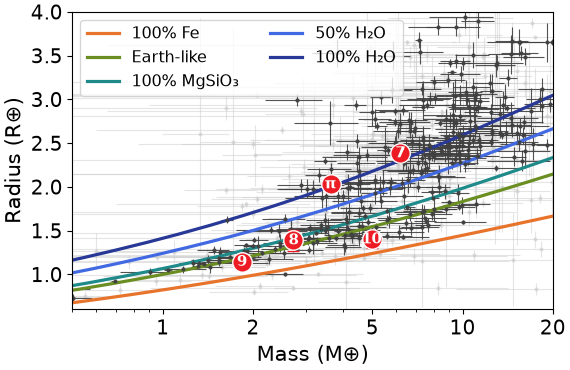 4.0
3.5
3.0
2.5
2.0
1.5
1.0
Radius (R⊕)
100% Fe
Earth-like
100% MgSiO₃
50% H₂O
100% H₂O
7
π
8
10
9
1
2
5
10
20
Mass (M⊕)